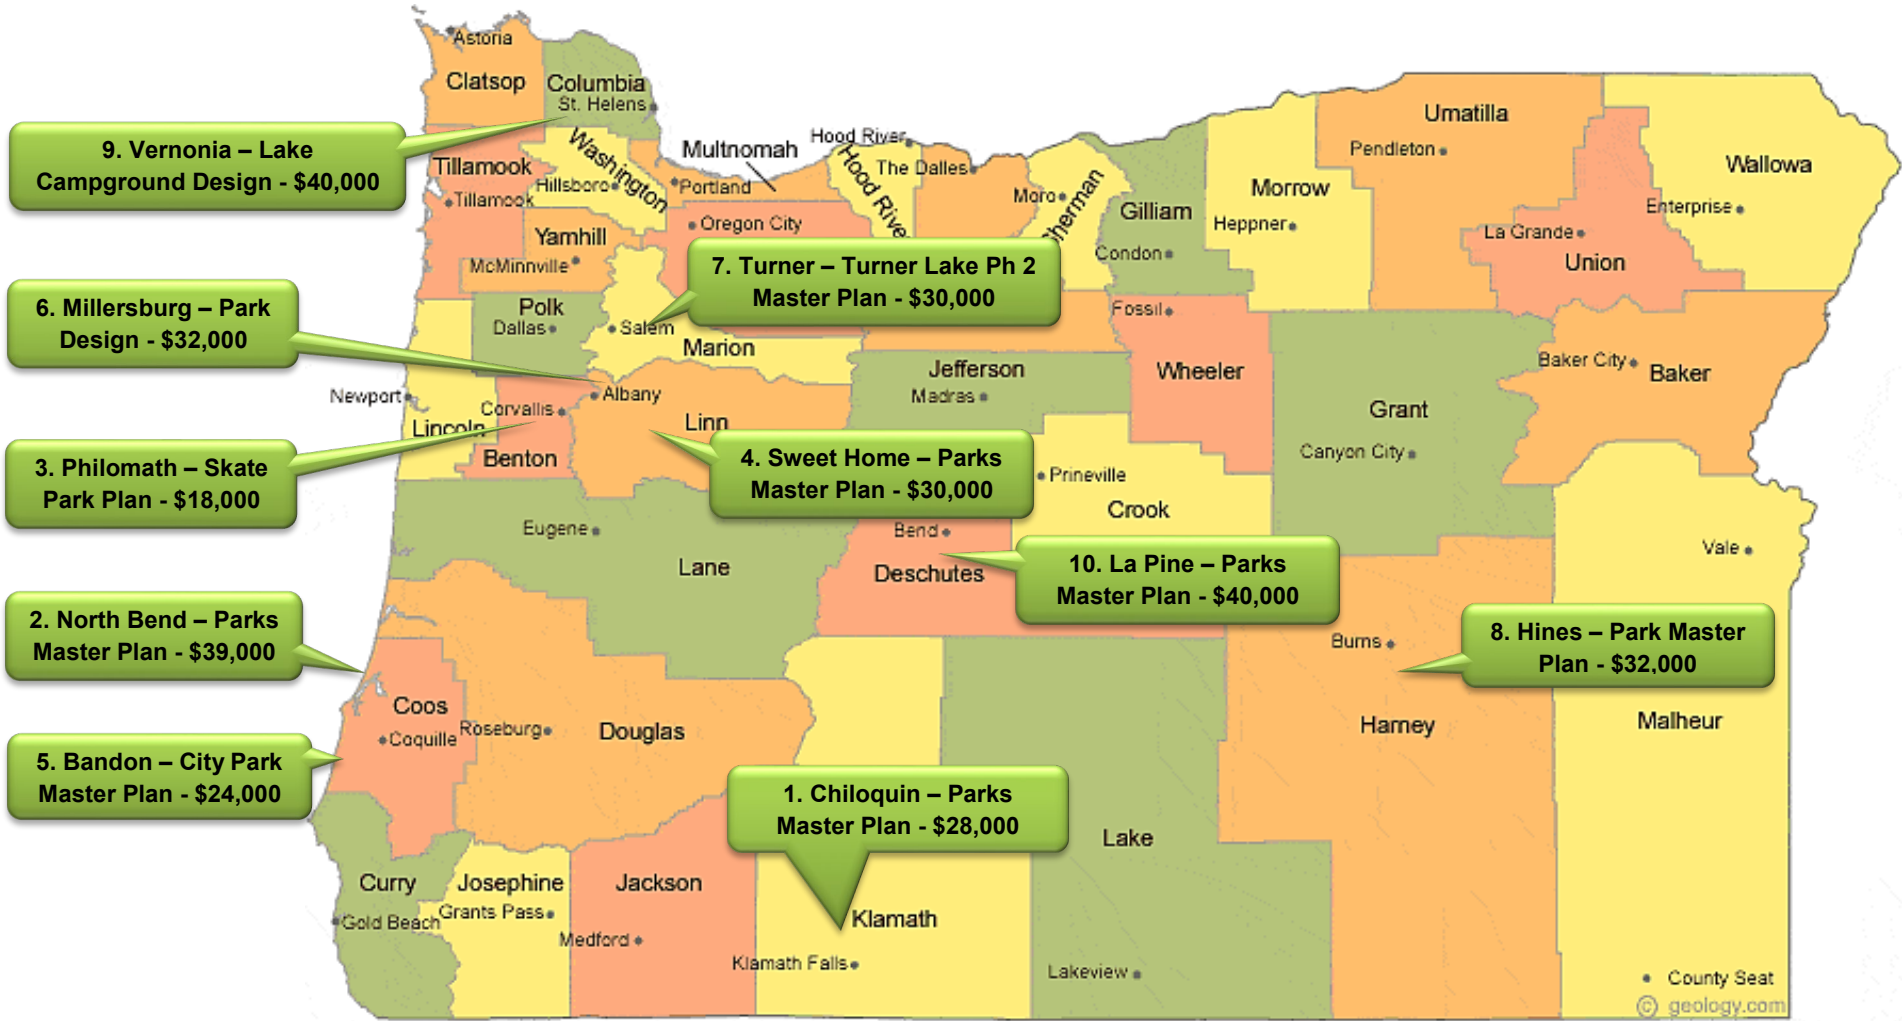 Astoria
Clatsop
Columbia
St. Helens
9. Vernonia – Lake
Campground Design - $40,000
Tillamook
Tillamook
Washington
Hillsboro
Multnomah
Portland
Hood River
Hood Rive
The Dalles
Moro
Sherman
Gilliam
Condon
Morrow
Heppner
Umatilla
Pendleton
Wallowa
Enterprise
La Grande
Union
Oregon City
Yamhill
McMinnville
7. Turner – Turner Lake Ph 2
Master Plan - $30,000
6. Millersburg – Park
Design - $32,000
Polk
Dallas
Salem
Marion
Fossil
Wheeler
Jefferson
Madras
Baker City
Baker
Grant
Canyon City
Newport
Lincoln
Corvallis
Albany
Linn
Benton
3. Philomath – Skate
Park Plan - $18,000
4. Sweet Home – Parks
Master Plan - $30,000
Prineville
Crook
Eugene
Lane
Bend
Deschutes
10. La Pine – Parks
Master Plan - $40,000
Vale
2. North Bend – Parks
Master Plan - $39,000
Burns
8. Hines – Park Master
Plan - $32,000
Coos
Coquille
Roseburg
Douglas
Harney
Malheur
5. Bandon – City Park
Master Plan - $24,000
1. Chiloquin – Parks
Master Plan - $28,000
Lake
Curry
Gold Beach
Josephine
Grants Pass
Jackson
Medford
Klamath
Klamath Falls
Lakeview
County Seat
© geology.com